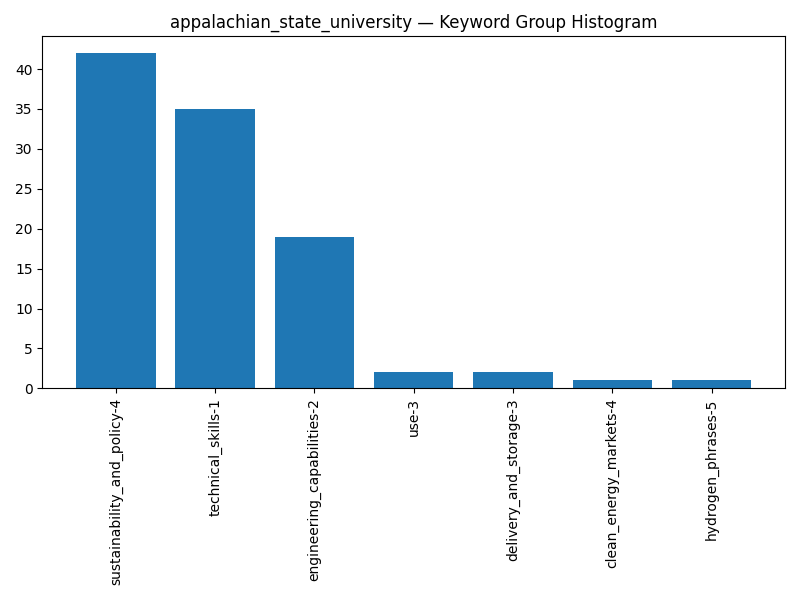 appalachian_state_university — Keyword Group Histogram
40
35
30
25
20
15
10
5
0
sustainability_and_policy-4
technical_skills-1
engineering_capabilities-2
use-3
delivery_and_storage-3
clean_energy_markets-4
hydrogen_phrases-5